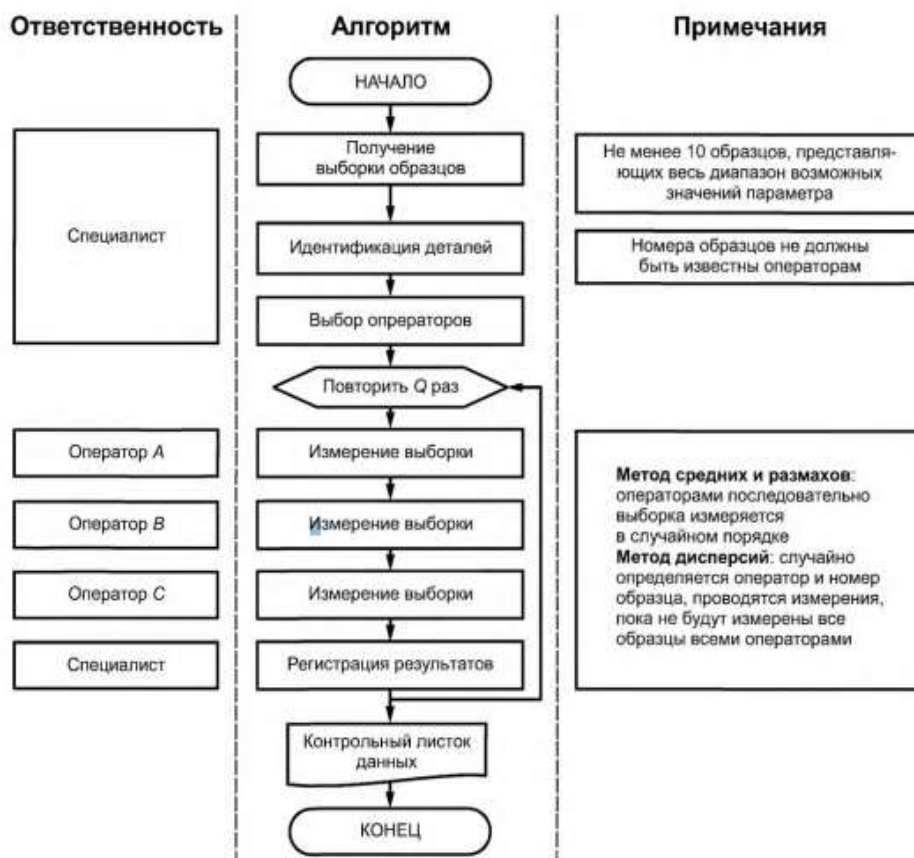 Ответственность
Алгоритм
Примечания
НАЧАЛО
Получение
выборки образцов
Не менее 10 образцов, представля-
ющих весь диапазон возможных
значений параметра
Специалист
Идентификация деталей
Номера образцов не должны
быть известны операторам
Выбор опрераторов
Повторить Q раз
Оператор A
Измерение выборки
Оператор B
Измерение выборки
Оператор C
Измерение выборки
Специалист
Регистрация результатов
Метод средних и размахов:
операторами последовательно
выборка измеряется
в случайном порядке
Метод дисперсий: случайно
определяется оператор и номер
образца, проводятся измерения,
пока не будут измерены все
образцы всеми операторами
Контрольный листок
данных
КОНЕЦ